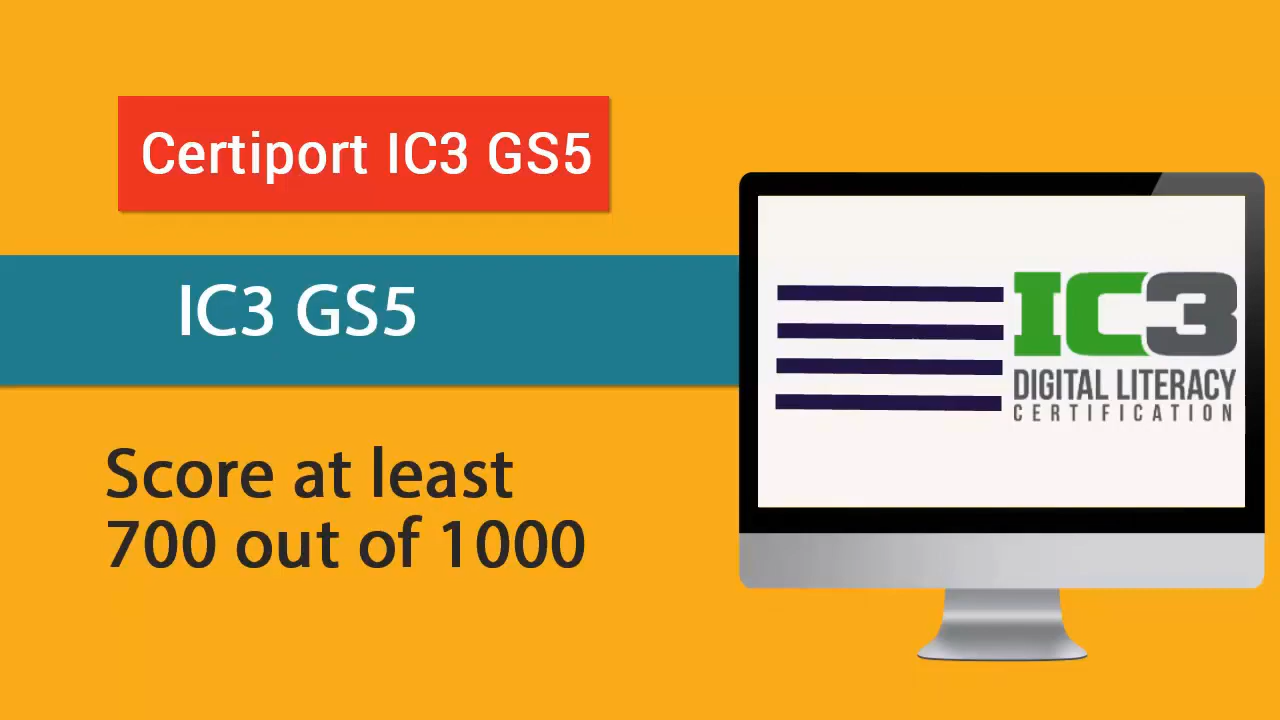 Certiport IC3 GS5
IC3 GS5
Score at least
700 out of 1000
IC3
DIGITAL LITERACY
CERTIFICATION